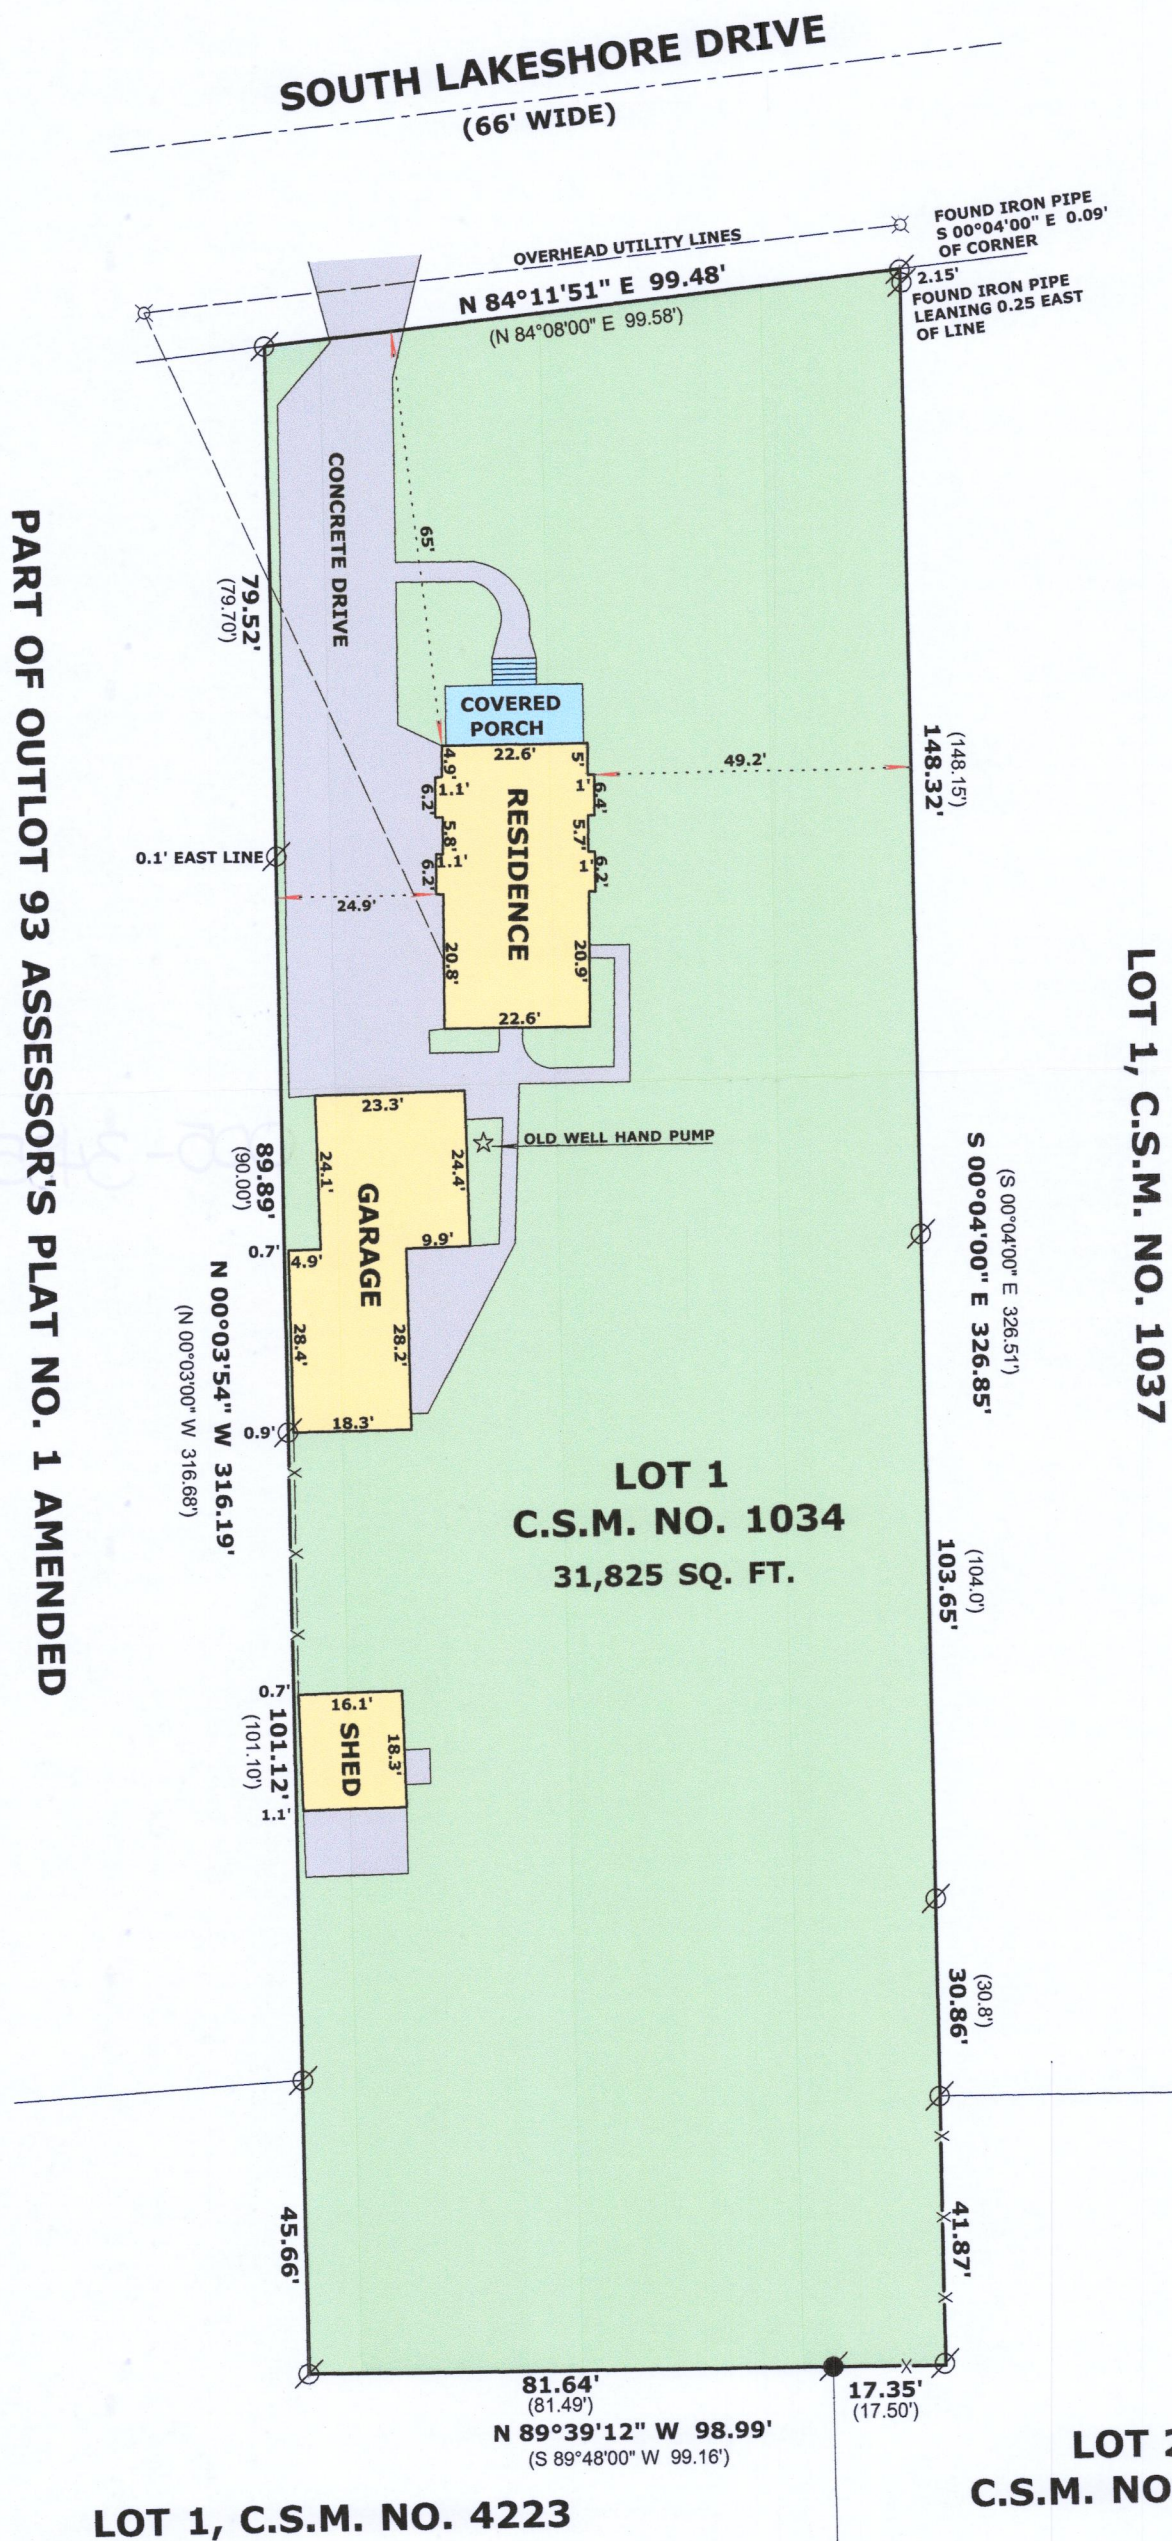 SOUTH LAKESHORE DRIVE
(66' WIDE)
FOUND IRON PIPE
S 00°04'00" E 0.09'
OF CORNER
OVERHEAD UTILITY LINES
2.15'
FOUND IRON PIPE
LEANING 0.25 EAST
OF LINE
N 84°11'51" E 99.48'
(N 84°08'00" E 99.58')
CONCRETE DRIVE
65'
79.52'
(79.70')
PART OF OUTLOT 93 ASSESSOR'S PLAT NO. 1 AMENDED
COVERED
PORCH
22.6'
4.9'
5'
1.1'
1'
6.2'
6.4'
5.8'
5.7'
1.1'
1'
6.2'
6.2'
RESIDENCE
20.8'
20.9'
22.6'
49.2'
(148.15')
148.32'
0.1' EAST LINE
24.9'
LOT 1, C.S.M. NO. 1037
23.3'
OLD WELL HAND PUMP
24.1'
24.4'
GARAGE
9.9'
4.9'
28.4'
28.2'
18.3'
89.89'
(90.00')
0.7'
0.9'
N 00°03'54" W 316.19'
(N 00°03'00" W 316.68')
(S 00°04'00" E 326.51')
S 00°04'00" E 326.85'
LOT 1
C.S.M. NO. 1034
31,825 SQ. FT.
(104.0')
103.65'
0.7'
16.1'
SHED
18.3'
101.12'
(101.10')
1.1'
(30.8')
30.86'
45.66'
41.87'
81.64'
(81.49')
17.35'
(17.50')
N 89°39'12" W 98.99'
(S 89°48'00" W 99.16')
LOT 2
C.S.M. NO
LOT 1, C.S.M. NO. 4223